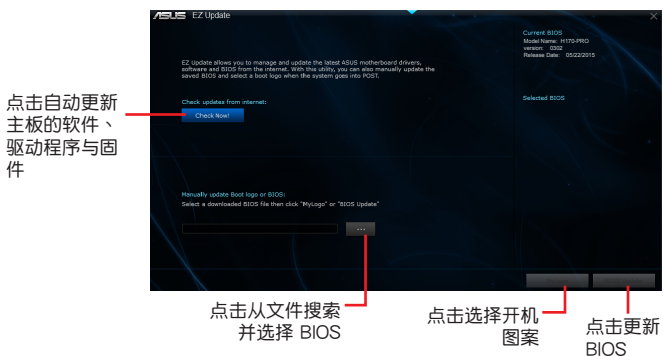 ASUS EZ Update
Current BIOS
Model Name: H170-PRO
version: 0302
Release Date: 05/22/2015
EZ Update allows you to manage and update the latest ASUS motherboard drivers,
software and BIOS from the internet. With this utility, you can also manually update the
saved BIOS and select a boot logo when the system goes into POST.
Check updates from internet:
Check Now!
Selected BIOS
点击自动更新
主板的软件、
驱动程序与固
件
Manually update Boot logo or BIOS:
Select a downloaded BIOS file then click "MyLogo" or "BIOS Update"
...
点击从文件搜索
并选择 BIOS
点击选择开机
图案
点击更新
BIOS